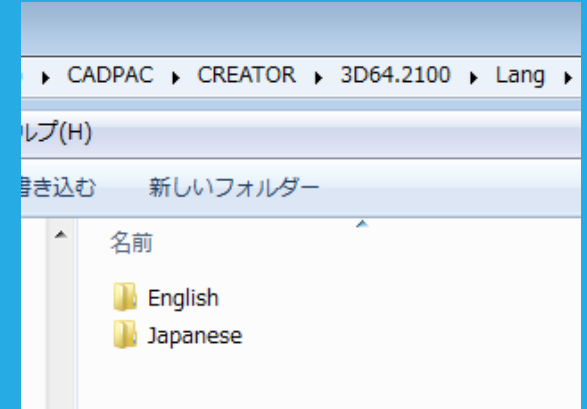 CADPAC ▸ CREATOR ▸ 3D64.2100 ▸ Lang ▸
ルプ(H)
書き込む 新しいフォルダー
名前
English
Japanese